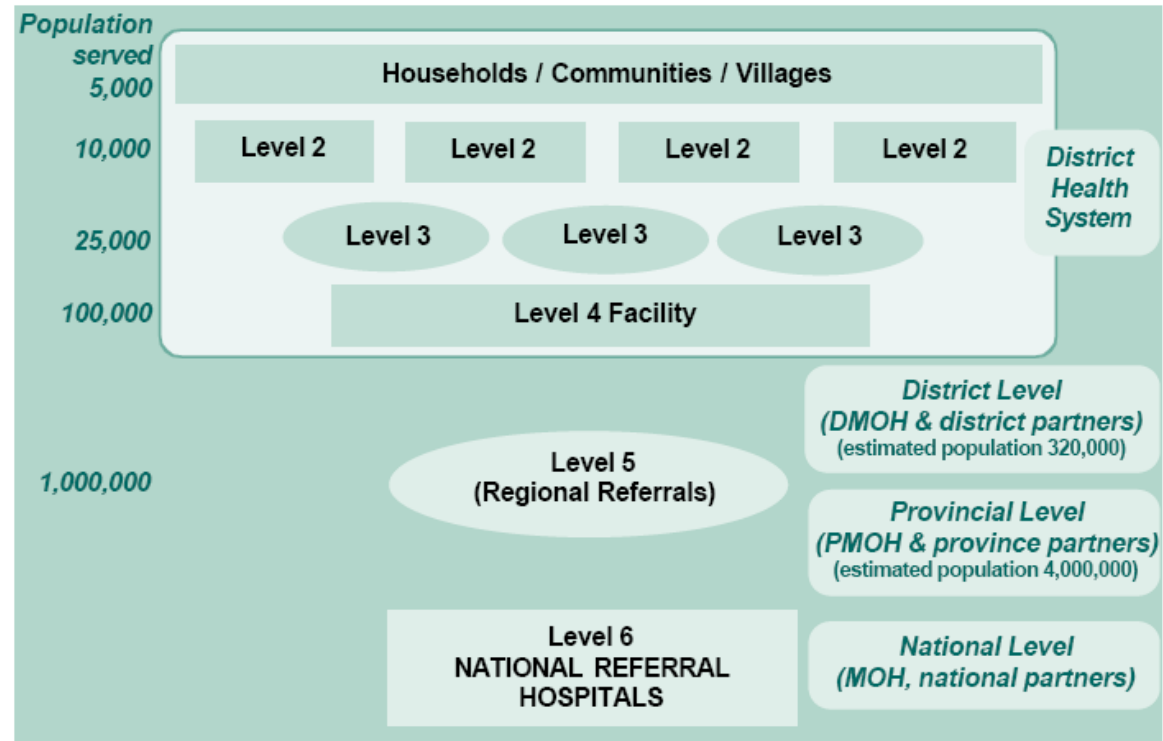 Population
served
5,000
Households / Communities / Villages
10,000
Level 2
Level 2
Level 2
Level 2
District
Health
System
25,000
Level 3
Level 3
Level 3
100,000
Level 4 Facility
District Level
(DMOH & district partners)
(estimated population 320,000)
1,000,000
Level 5
(Regional Referrals)
Provincial Level
(PMOH & province partners)
(estimated population 4,000,000)
Level 6
NATIONAL REFERRAL
HOSPITALS
National Level
(MOH, national partners)